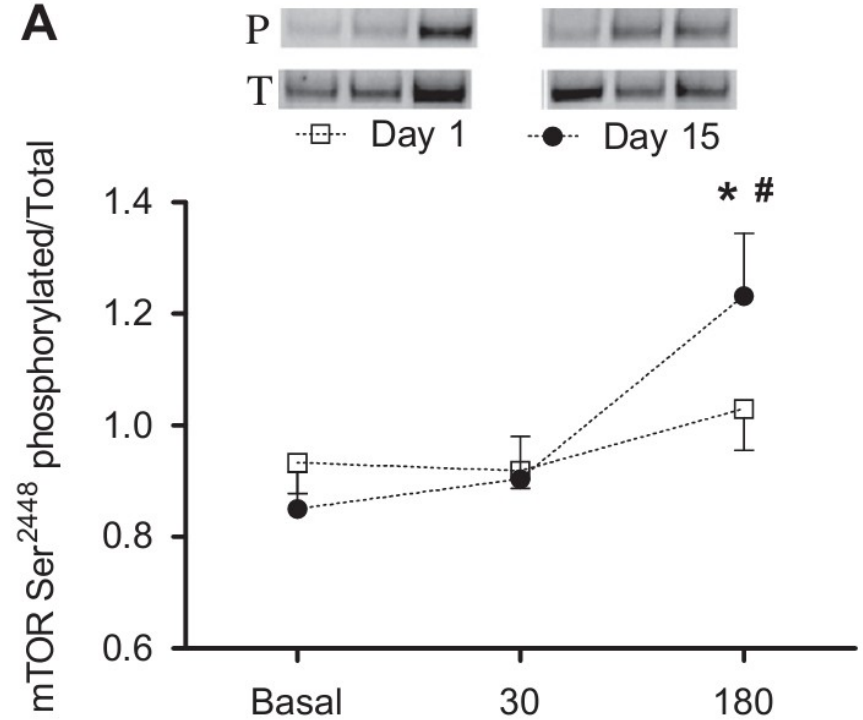 A
P
T
Day 1 Day 15
mTOR Ser2448 phosphorylated/Total
* #
1.4
1.2
1.0
0.8
0.6
Basal 30 180